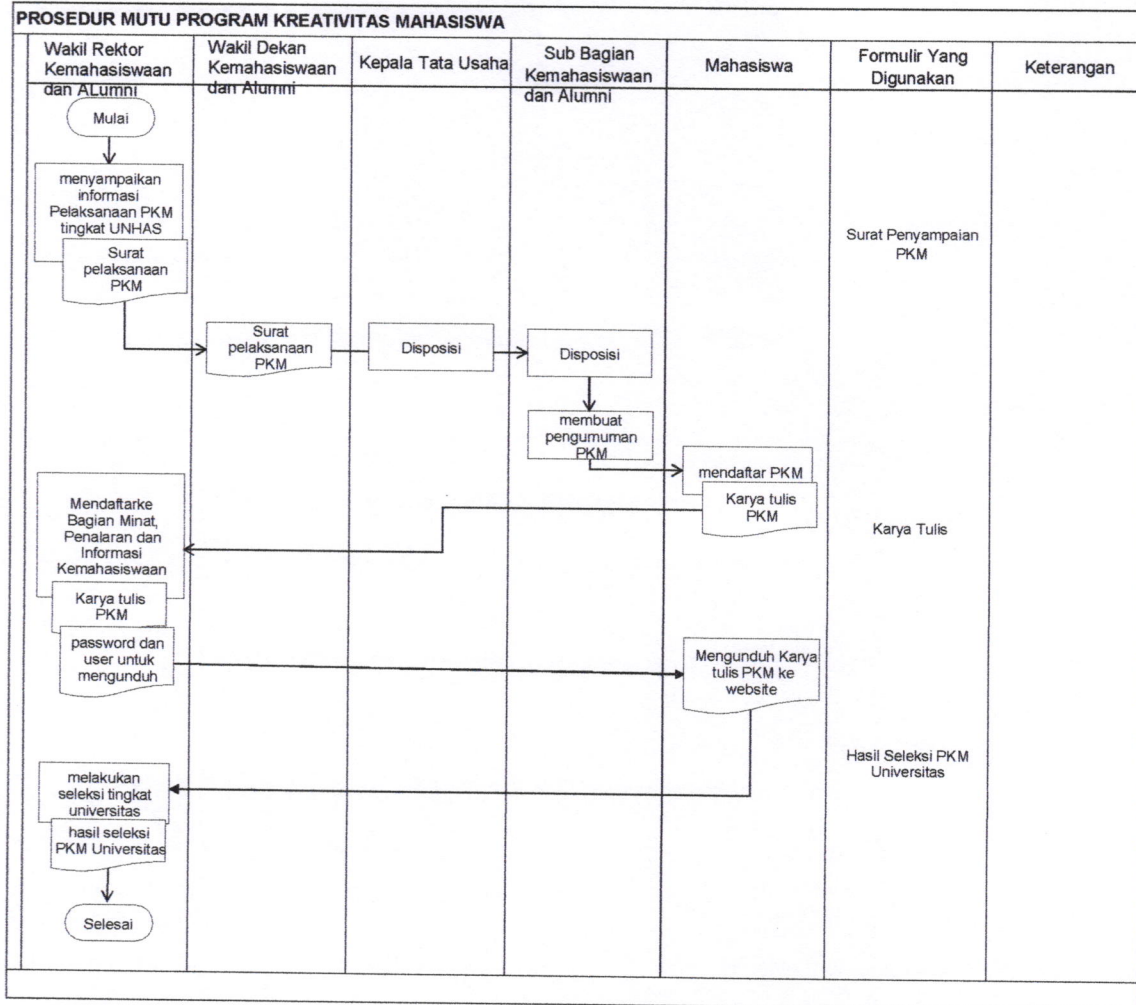 PROSEDUR MUTU PROGRAM KREATIVITAS MAHASISWA
Wakil Rektor
Kemahasiswaan
dan ALumni
Wakil Dekan
Kemahasiswaan
dan Alumni
Kepala Tata Usaha
Sub Bagian
Kemahasiswaan
dan Alumni
Mahasiswa
Formulir Yang
Digunakan
Keterangan
Mulai
menyampaikan
informasi
Pelaksanaan PKM
tingkat UNHAS
Surat
pelaksanaan
PKM
Surat Penyampaian
PKM
Surat
pelaksanaan
PKM
Disposisi
Disposisi
membuat
pengumuman
PKM
mendaftar PKM
Karya tulis
PKM
Karya Tulis
Mendaftarke
Bagian Minat,
Penalaran dan
Informasi
Kemahasiswaan
Karya tulis
PKM
password dan
user untuk
mengunduh
Mengunduh Karya
tulis PKM ke
website
Hasil Seleksi PKM
Universitas
melakukan
seleksi tingkat
universitas
hasil seleksi
PKM Universitas
Selesai